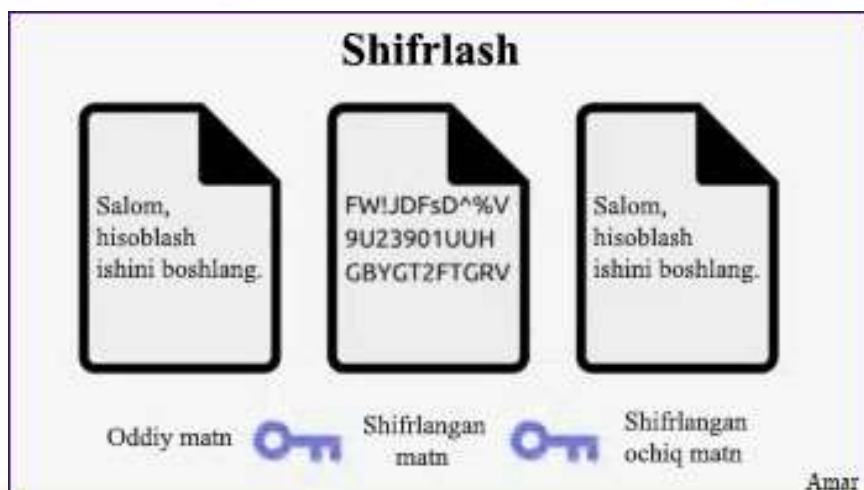 Shifrlash
Salom,
hisoblash
ishini boshlang.
FW!JDFsD^%V
9U23901UUH
GBYGT2FTGRV
Salom,
hisoblash
ishini boshlang.
Oddiy matn
Shifrlangan
matn
Shifrlangan
ochiq matn
Amar